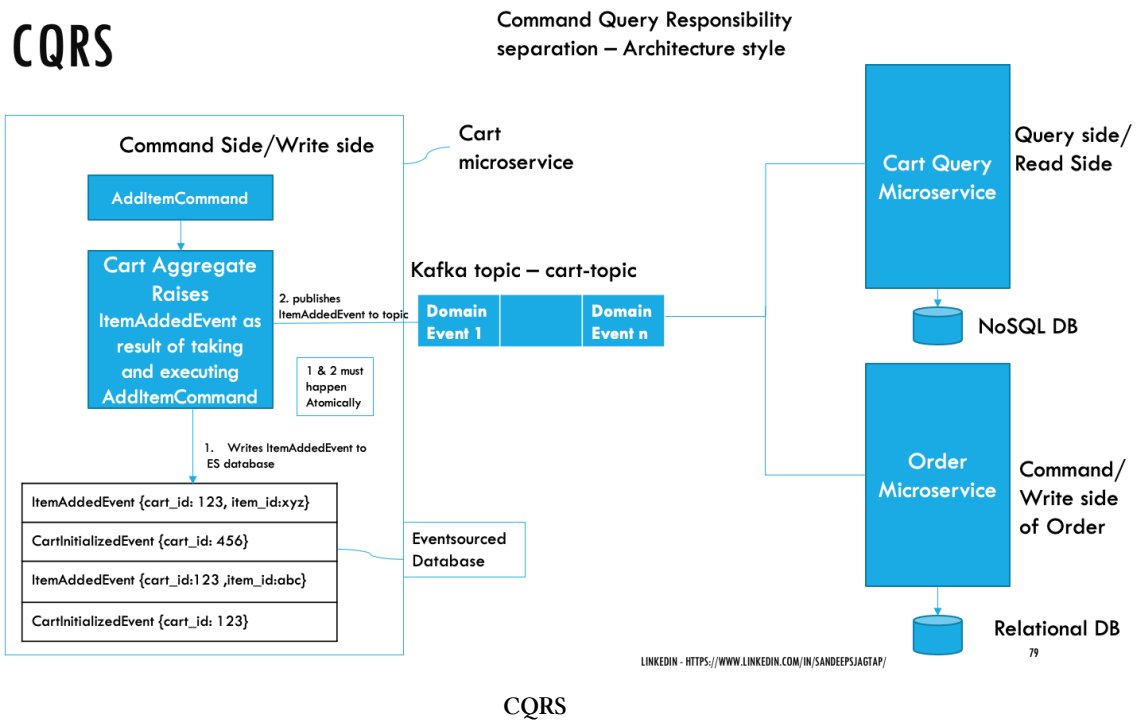 CQRS
Command Query Responsibility
separation – Architecture style
Command Side/Write side
Cart
microservice
AddItemCommand
Cart Aggregate
Raises
ItemAddedEvent as
result of taking
and executing
AddItemCommand
2. publishes
ItemAddedEvent to topic
1 & 2 must
happen
Atomically
1. Writes ItemAddedEvent to
ES database
ItemAddedEvent {cart_id: 123, item_id:xyz}
CartInitializedEvent {cart_id: 456}
ItemAddedEvent {cart_id:123 ,item_id:abc}
CartInitializedEvent {cart_id: 123}
Eventsourced
Database
Kafka topic – cart-topic
Domain
Event 1
Domain
Event n
Cart Query
Microservice
Query side/
Read Side
NoSQL DB
Order
Microservice
Command/
Write side
of Order
Relational DB
LINKEDIN - HTTPS://WWW.LINKEDIN.COM/IN/SANDEEPSJAGTAP/
79
CQRS